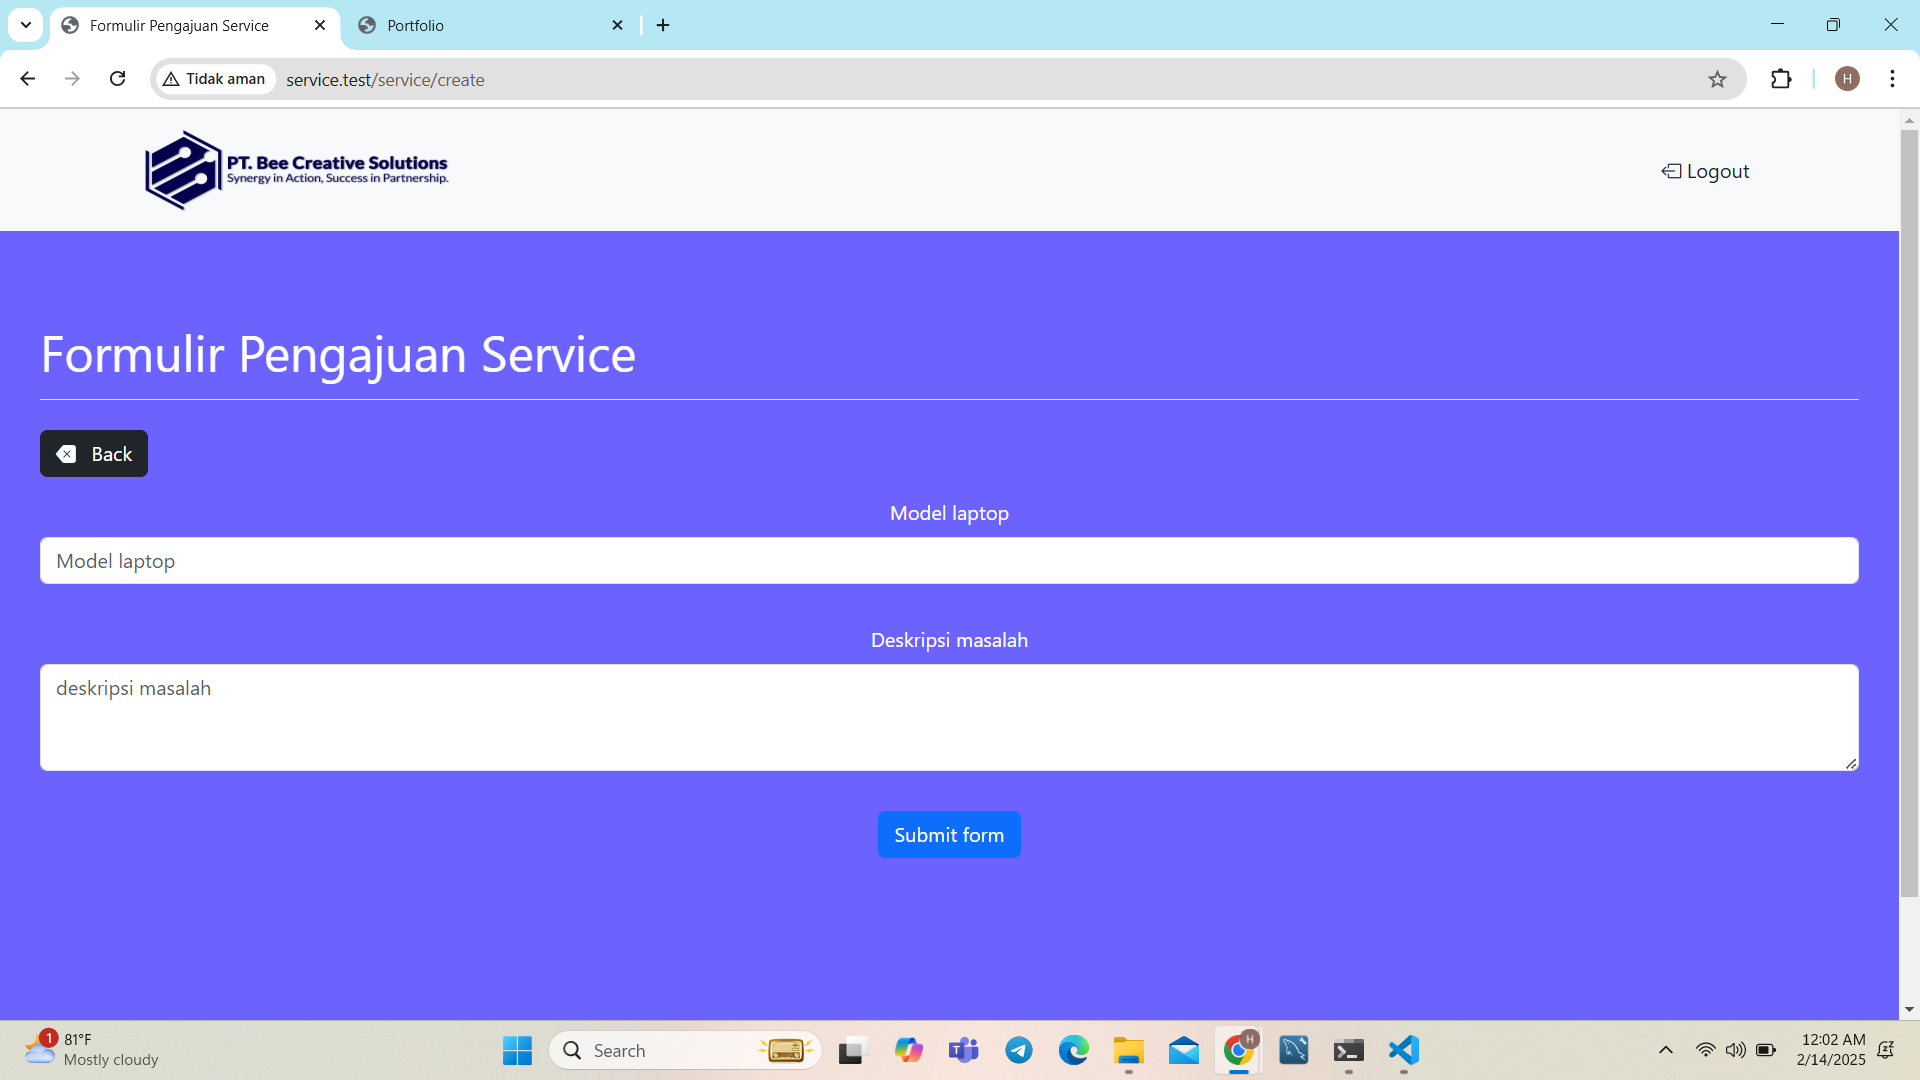 Formulir Pengajuan Service
Portfolio
Tidak aman
service.test/service/create
H
PT. Bee Creative Solutions
Synergy in Action, Success in Partnership.
Logout
Formulir Pengajuan Service
Back
Model laptop
Model laptop
Deskripsi masalah
deskripsi masalah
Submit form
1
81°F
Mostly cloudy
Search
H
12:02 AM
2/14/2025